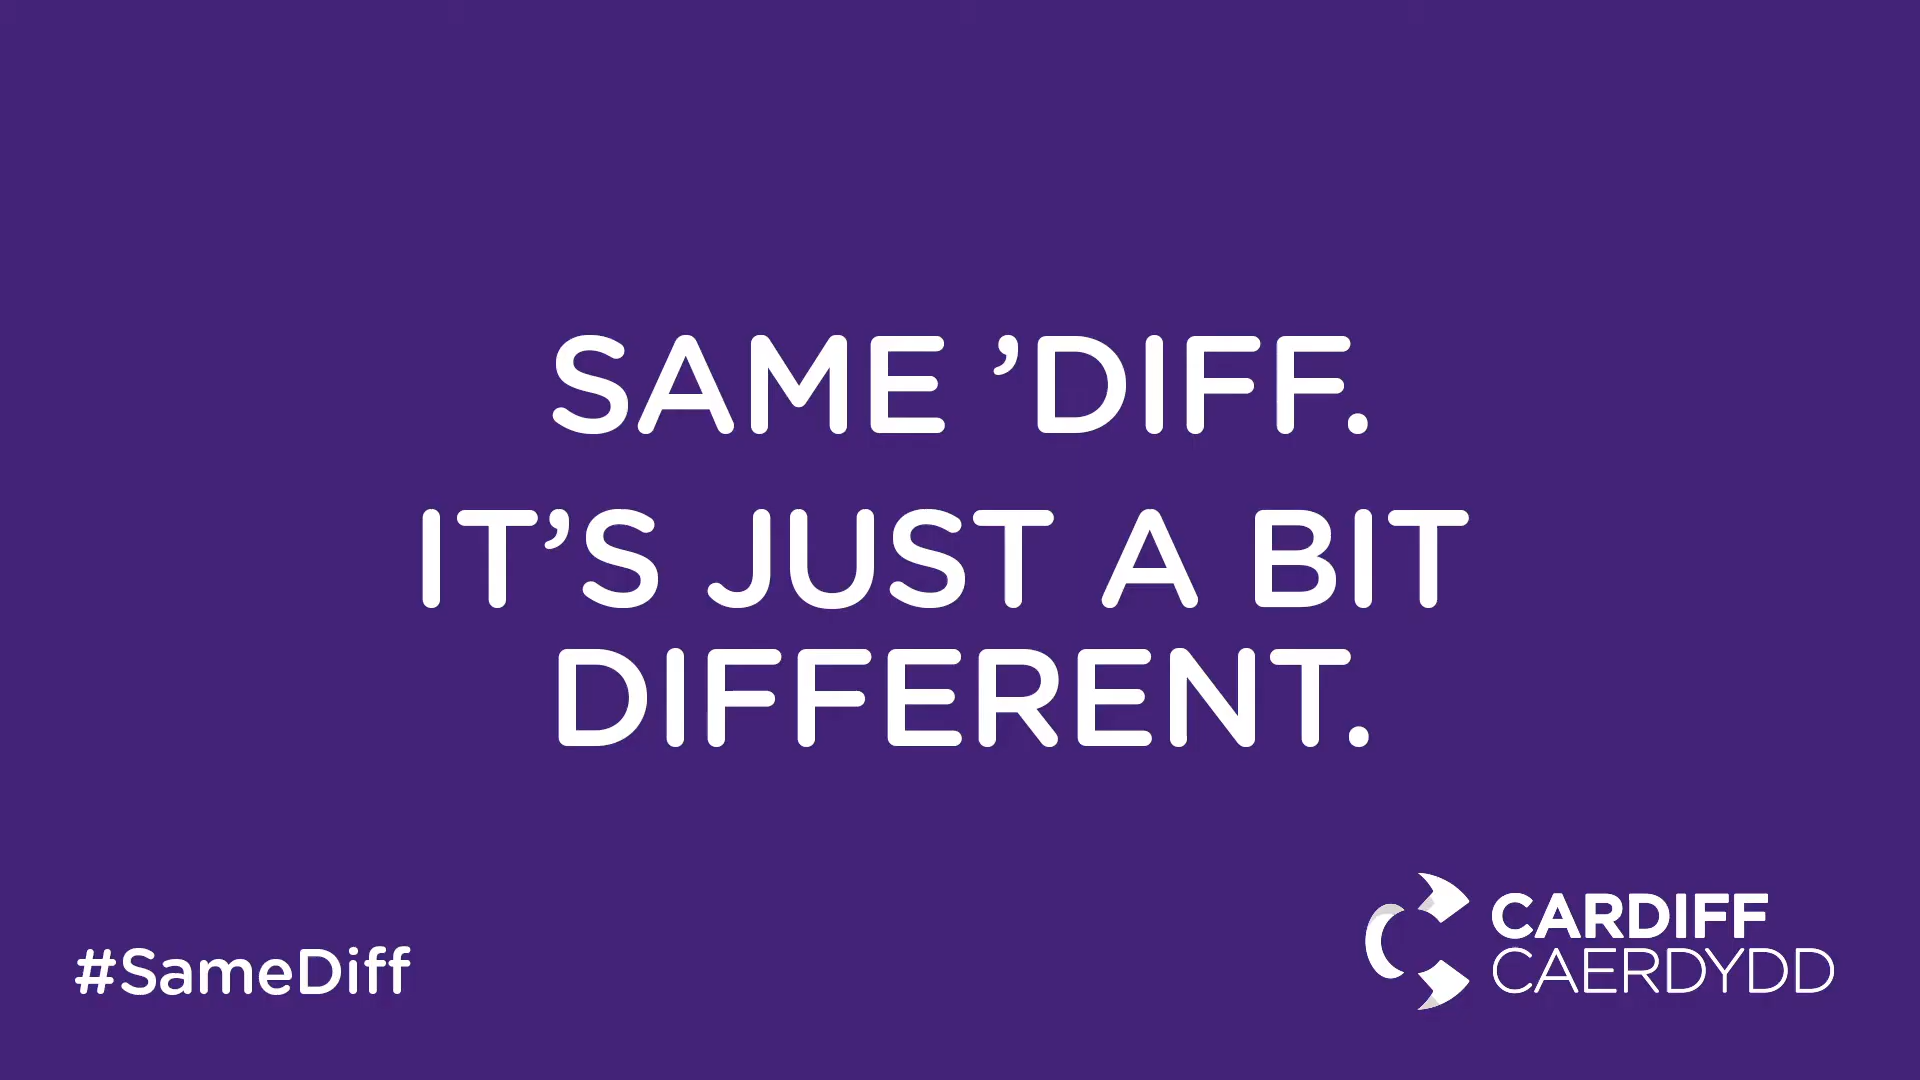 SAME ’DIFF.
IT’S JUST A BIT
DIFFERENT.
#SameDiff
CARDIFF
CAERDYDD